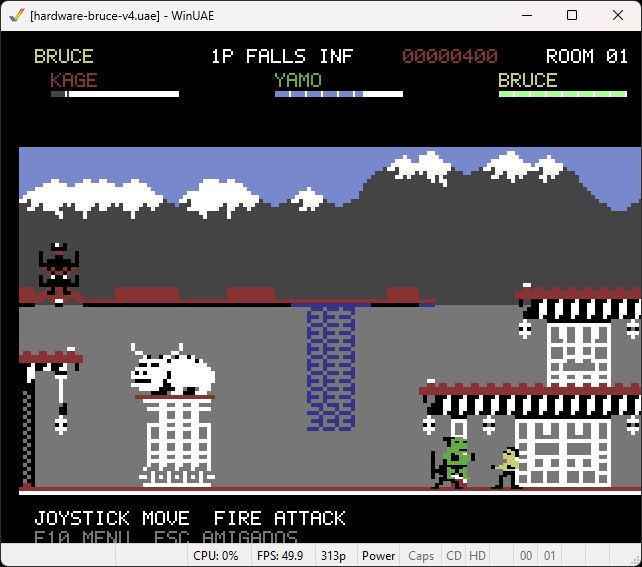 [hardware-bruce-v4.uae] - WinUAE
BRUCE 1P FALLS INF 00000400 ROOM 01
KAGE YAMO BRUCE
JOYSTICK MOVE FIRE ATTACK
F10 MENU ESC AMIGADOS
CPU: 0% FPS: 49.9 313p Power Caps CD HD 00 01